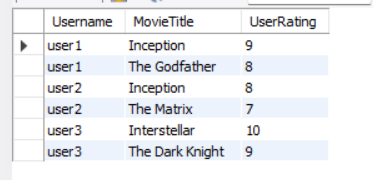 Username MovieTitle UserRating
user1 Inception 9
user1 The Godfather 8
user2 Inception 8
user2 The Matrix 7
user3 Interstellar 10
user3 The Dark Knight 9